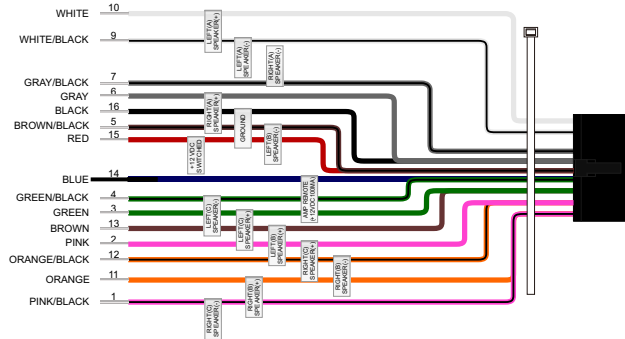 WHITE 10
LEFT(A)
SPEAKER(+)
WHITE/BLACK 9
LEFT(A)
SPEAKER(-)
RIGHT(A)
SPEAKER(-)
GRAY/BLACK 7
GRAY 6
RIGHT(A)
SPEAKER(+)
BLACK 16
GROUND
BROWN/BLACK 5
LEFT(B)
SPEAKER(-)
RED 15
+12 VDC
SWITCHED
BLUE 14
AMP REMOTE
(+12VDC 100MAX)
GREEN/BLACK 4
LEFT(C)
SPEAKER(-)
GREEN 3
LEFT(C)
SPEAKER(+)
BROWN 13
LEFT(B)
SPEAKER(+)
PINK 2
RIGHT(C)
SPEAKER(+)
ORANGE/BLACK 12
RIGHT(B)
SPEAKER(-)
ORANGE 11
RIGHT(B)
SPEAKER(+)
PINK/BLACK 1
RIGHT(C)
SPEAKER(-)